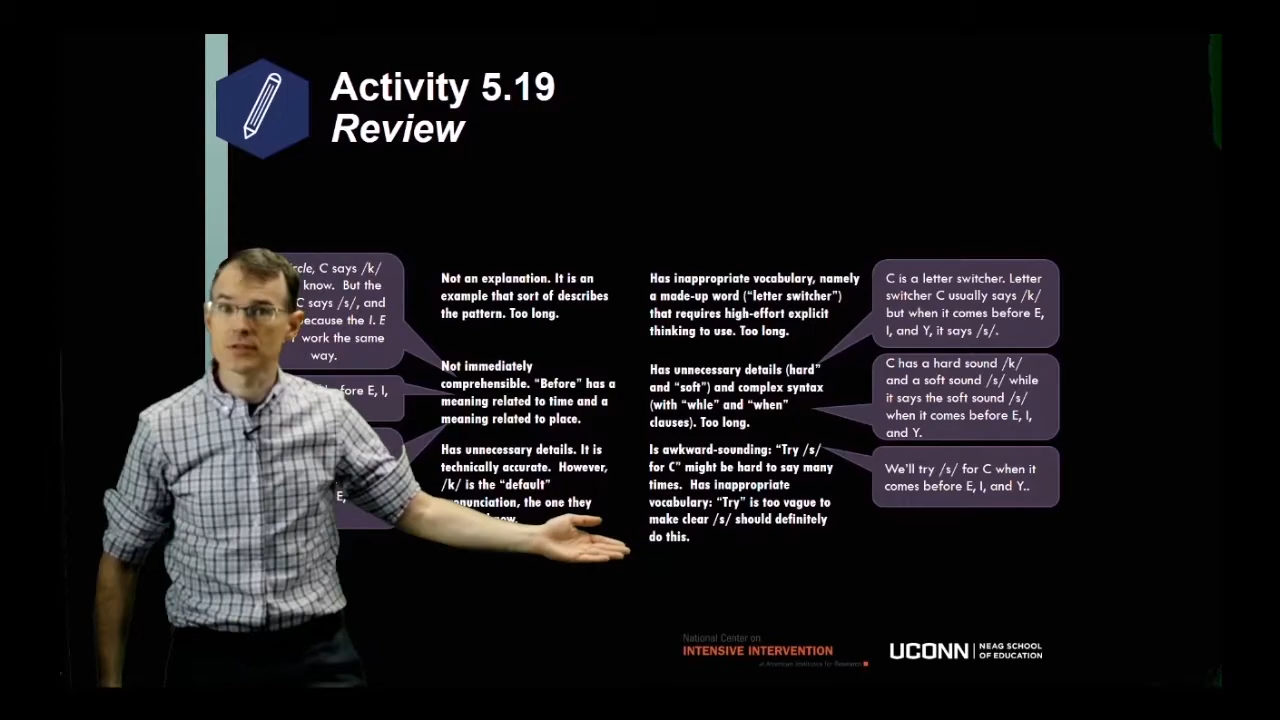 Activity 5.19
Review
C says /k/
know. But the
C says /s/, and
because the I. E
work the same
way.
before E, I,
E,
Not an explanation. It is an
example that sort of describes
the pattern. Too long.
Not immediately
comprehensible. “Before” has a
meaning related to time and a
meaning related to place.
Has unnecessary details. It is
technically accurate. However,
/k/ is the “default”
the one they
Has inappropriate vocabulary, namely
a made-up word (“letter switcher”)
that requires high-effort explicit
thinking to use. Too long.
Has unnecessary details (hard”
and “soft”) and complex syntax
(with “whle” and “when”
clauses). Too long.
Is awkward-sounding: “Try /s/
for C” might be hard to say many
times. Has inappropriate
vocabulary: “Try” is too vague to
make clear /s/ should definitely
do this.
C is a letter switcher. Letter
switcher C usually says /k/
but when it comes before E,
I, and Y, it says /s/.
C has a hard sound /k/
and a soft sound /s/ while
it says the soft sound /s/
when it comes before E, I,
and Y.
We’ll try /s/ for C when it
comes before E, I, and Y..
National Center on
INTENSIVE INTERVENTION
at American Institutes for Research
UCONN
NEAG SCHOOL
OF EDUCATION